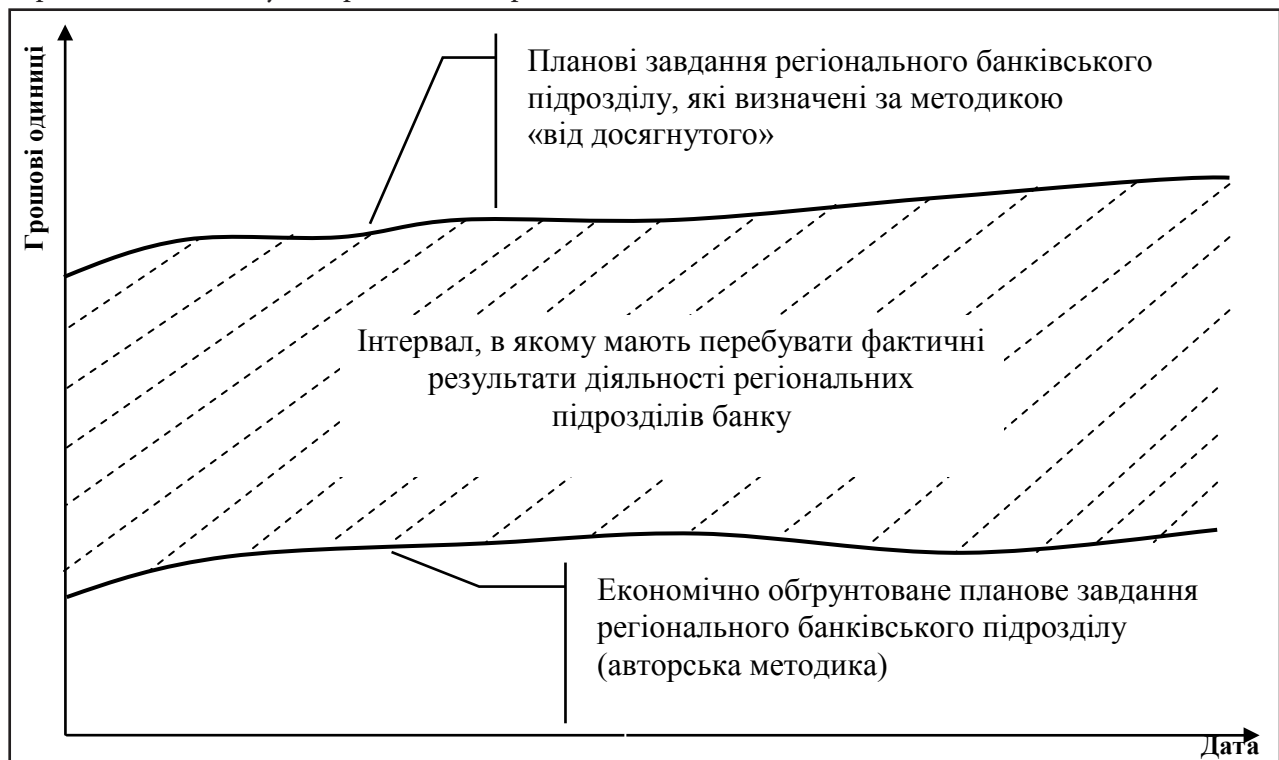 Грошові одиниці
Планові завдання регіонального банківського
підрозділу, які визначені за методикою
«від досягнутого»
Інтервал, в якому мають перебувати фактичні
результати діяльності регіональних
підрозділів банку
Економічно обґрунтоване планове завдання
регіонального банківського підрозділу
(авторська методика)
Дата